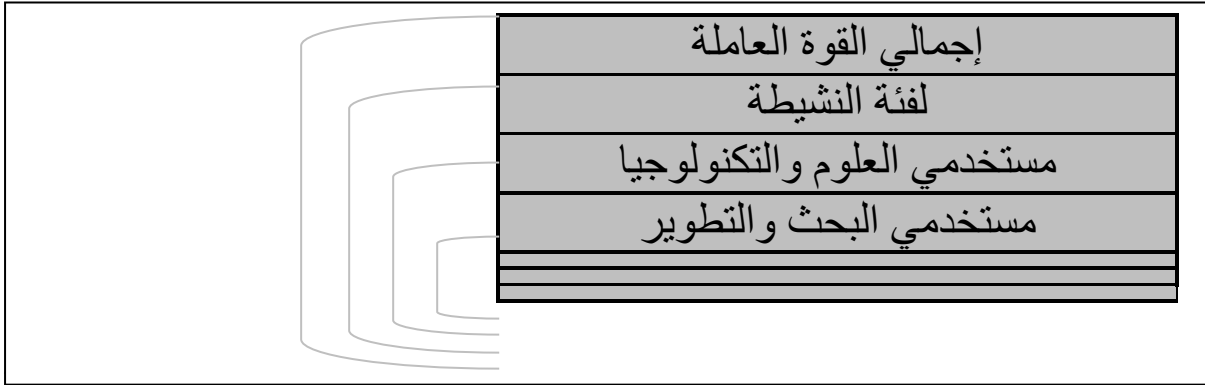 إجمالي القوة العاملة
لفئة النشيطة
مستخدمي العلوم والتكنولوجيا
مستخدمي البحث والتطوير